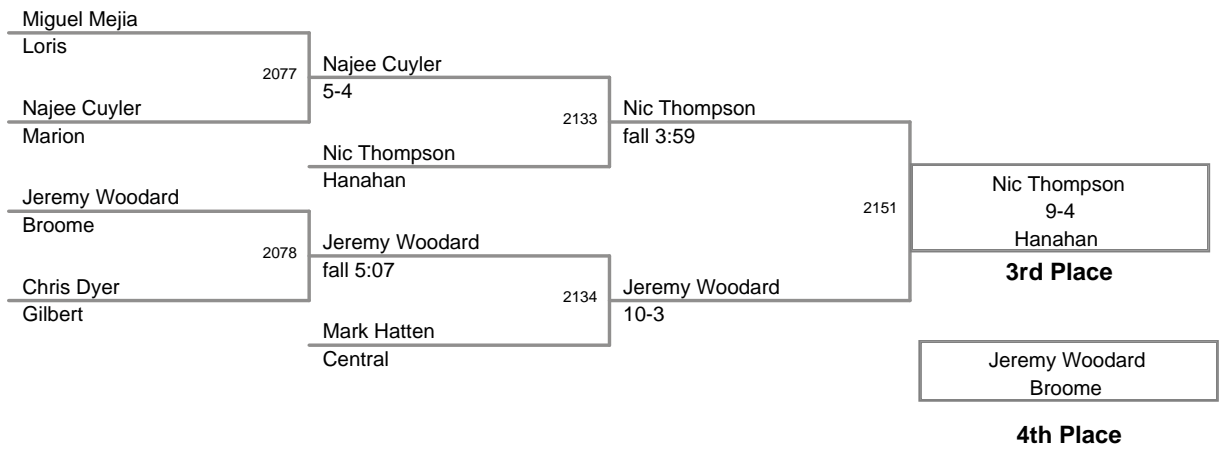 Miguel Mejia
Loris
2077
Najee Cuyler
5-4
Najee Cuyler
Marion
2133
Nic Thompson
fall 3:59
Nic Thompson
Hanahan
Jeremy Woodard
Broome
2151
Nic Thompson
9-4
Hanahan
3rd Place
2078
Jeremy Woodard
fall 5:07
Chris Dyer
Gilbert
2134
Jeremy Woodard
10-3
Mark Hatten
Central
Jeremy Woodard
Broome
4th Place